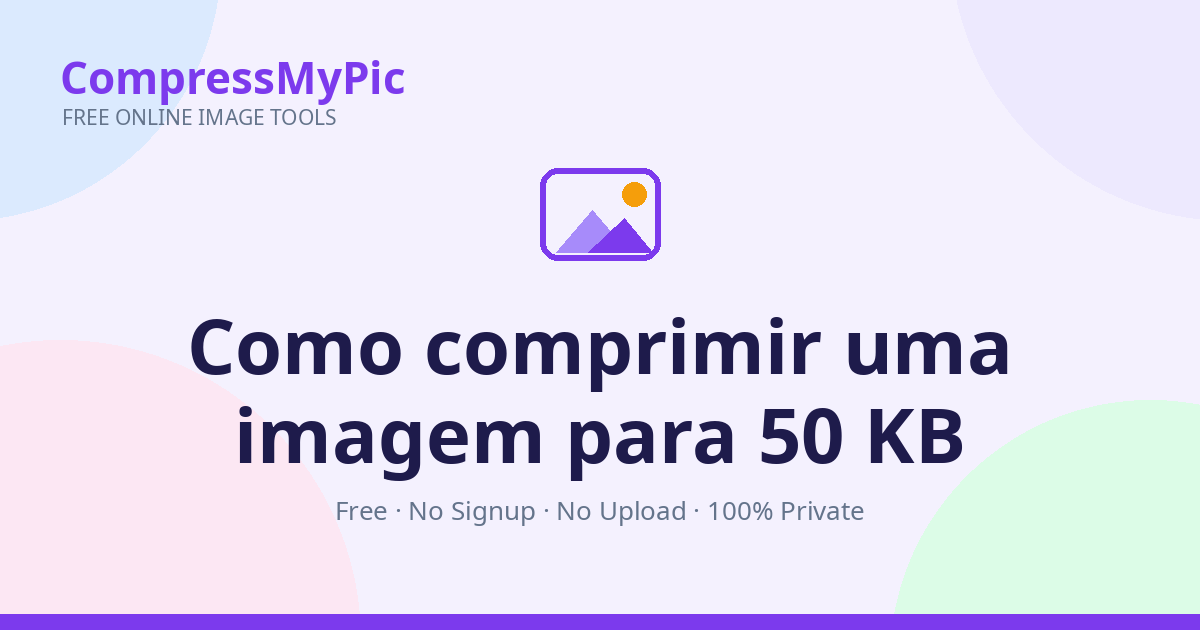 CompressMyPic
FREE ONLINE IMAGE TOOLS
Como comprimir uma
imagem para 50 KB
Free · No Signup · No Upload · 100% Private